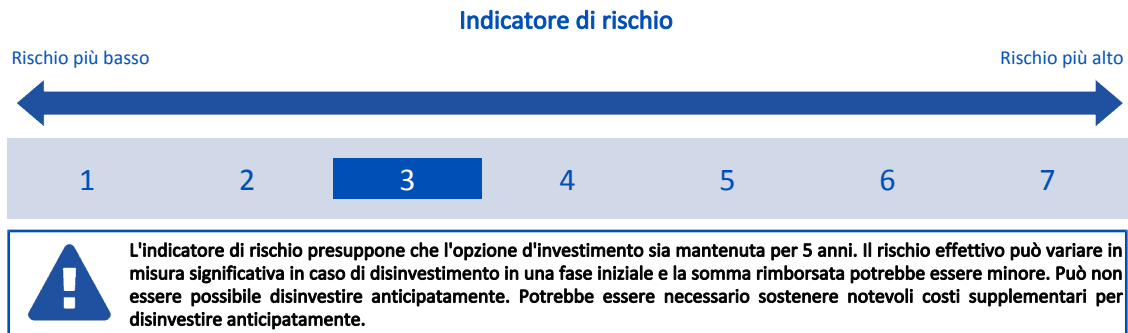 Indicatore di rischio
Rischio più basso
Rischio più alto
1 2 3 4 5 6 7
L'indicatore di rischio presuppone che l'opzione d'investimento sia mantenuta per 5 anni. Il rischio effettivo può variare in
misura significativa in caso di disinvestimento in una fase iniziale e la somma rimborsata potrebbe essere minore. Può non
essere possibile disinvestire anticipatamente. Potrebbe essere necessario sostenere notevoli costi supplementari per
disinvestire anticipatamente.